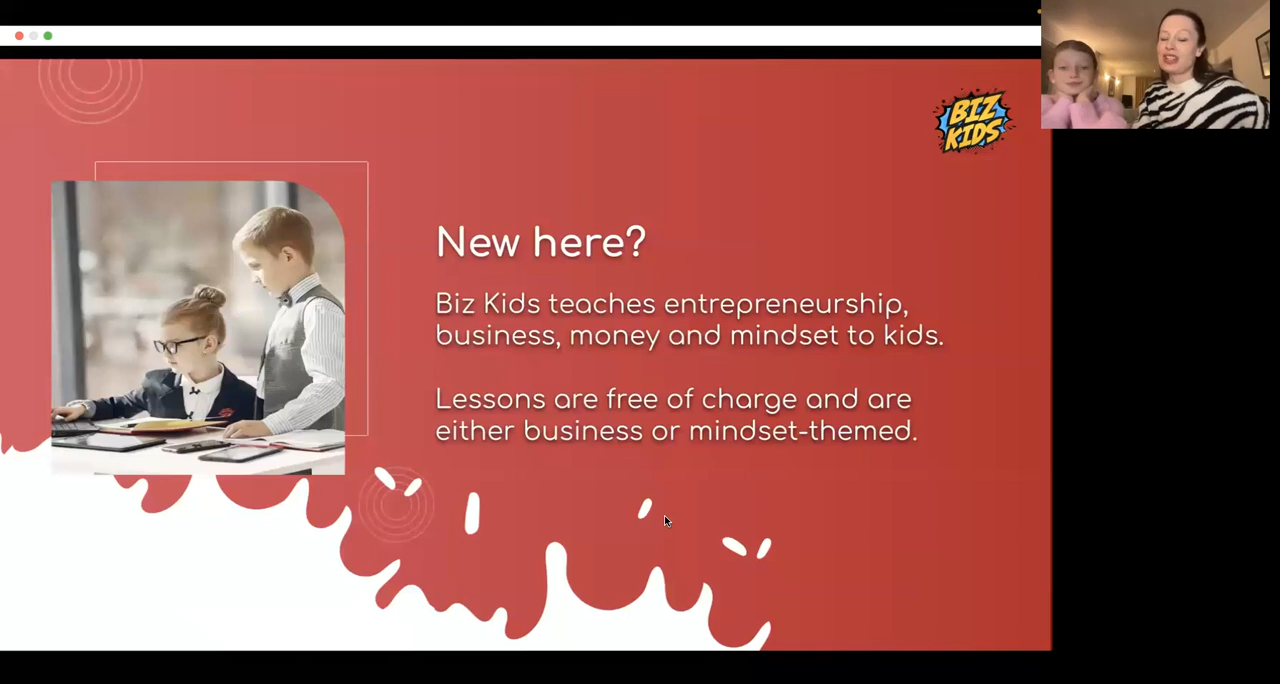 BIZ
KIDS
New here?
Biz Kids teaches entrepreneurship,
business, money and mindset to kids.
Lessons are free of charge and are
either business or mindset-themed.